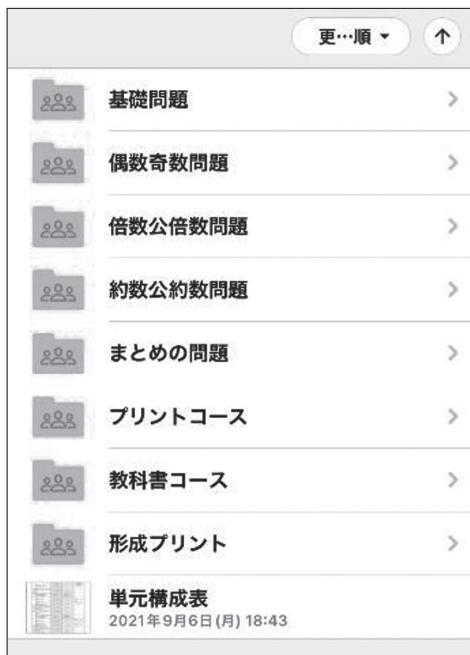 更…順
基礎問題
偶数奇数問題
倍数公倍数問題
約数公約数問題
まとめの問題
プリントコース
教科書コース
形成プリント
単元構成表
2021年9月6日(月) 18:43